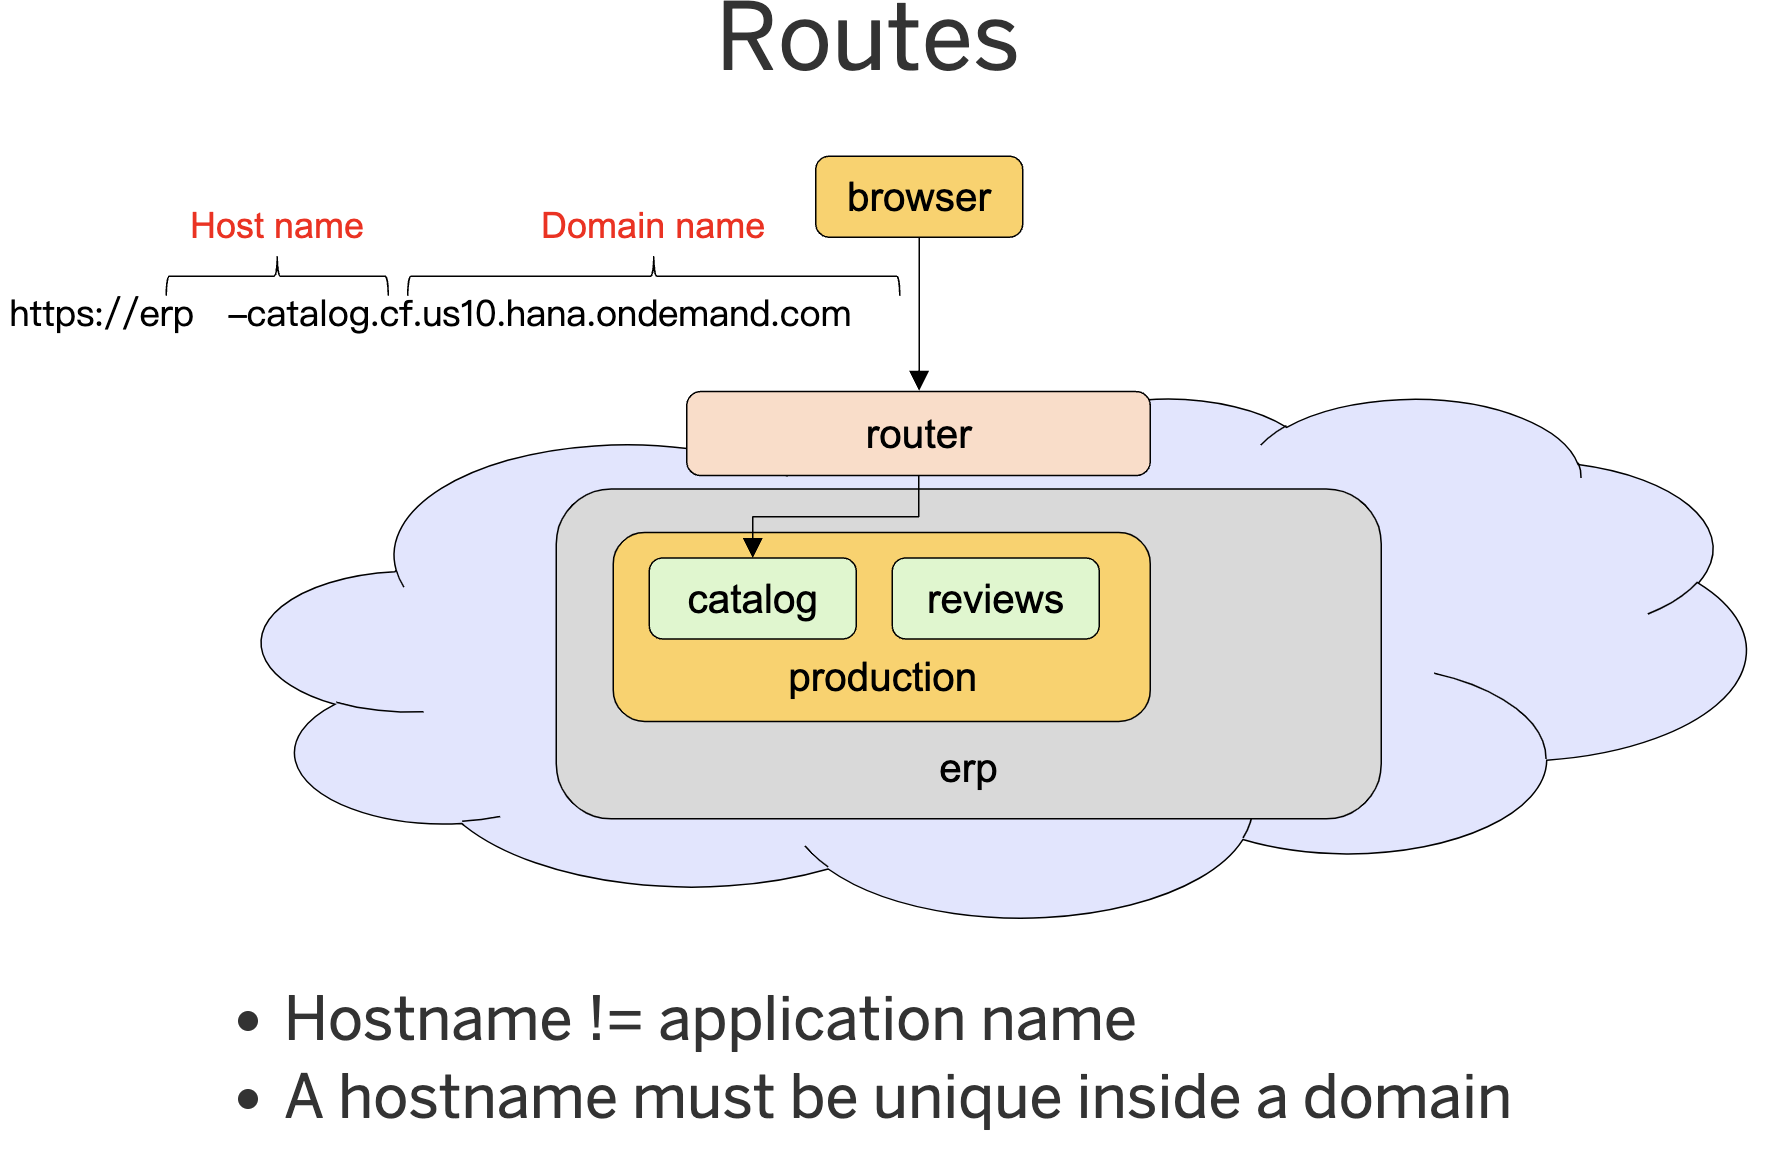 Routes
browser
Host name
Domain name
https://erp –catalog.cf.us10.hana.ondemand.com
router
catalog
reviews
production
erp
• Hostname != application name
• A hostname must be unique inside a domain